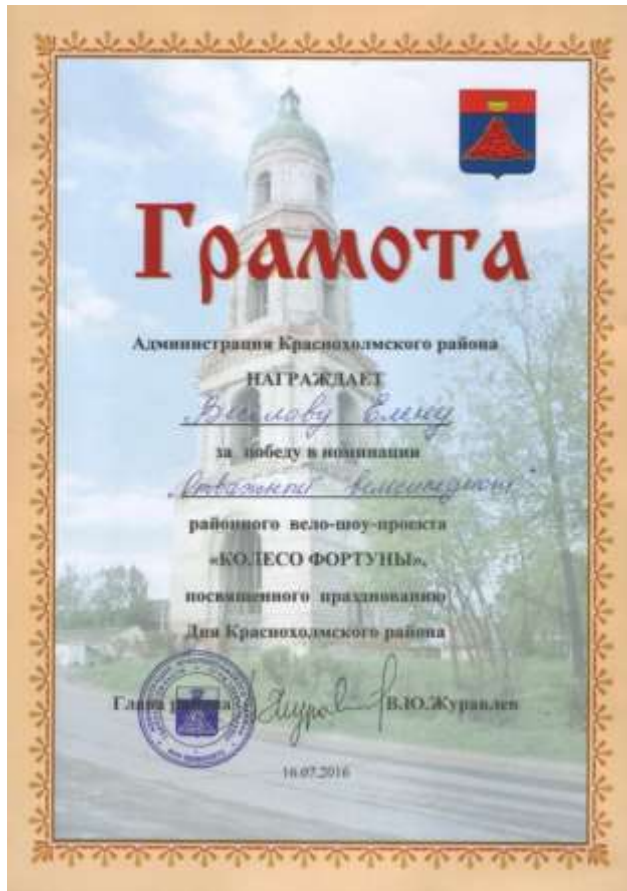 Грамота
Администрация Краснохолмского района
НАГРАЖДАЕТ
Елену
за победу в номинации
районного вело-шоу-проекта
«КОЛЕСО ФОРТУНЫ»,
посвященного празднованию
Дня Краснохолмского района
Глава района В.Ю.Журавлев
16.07.2016